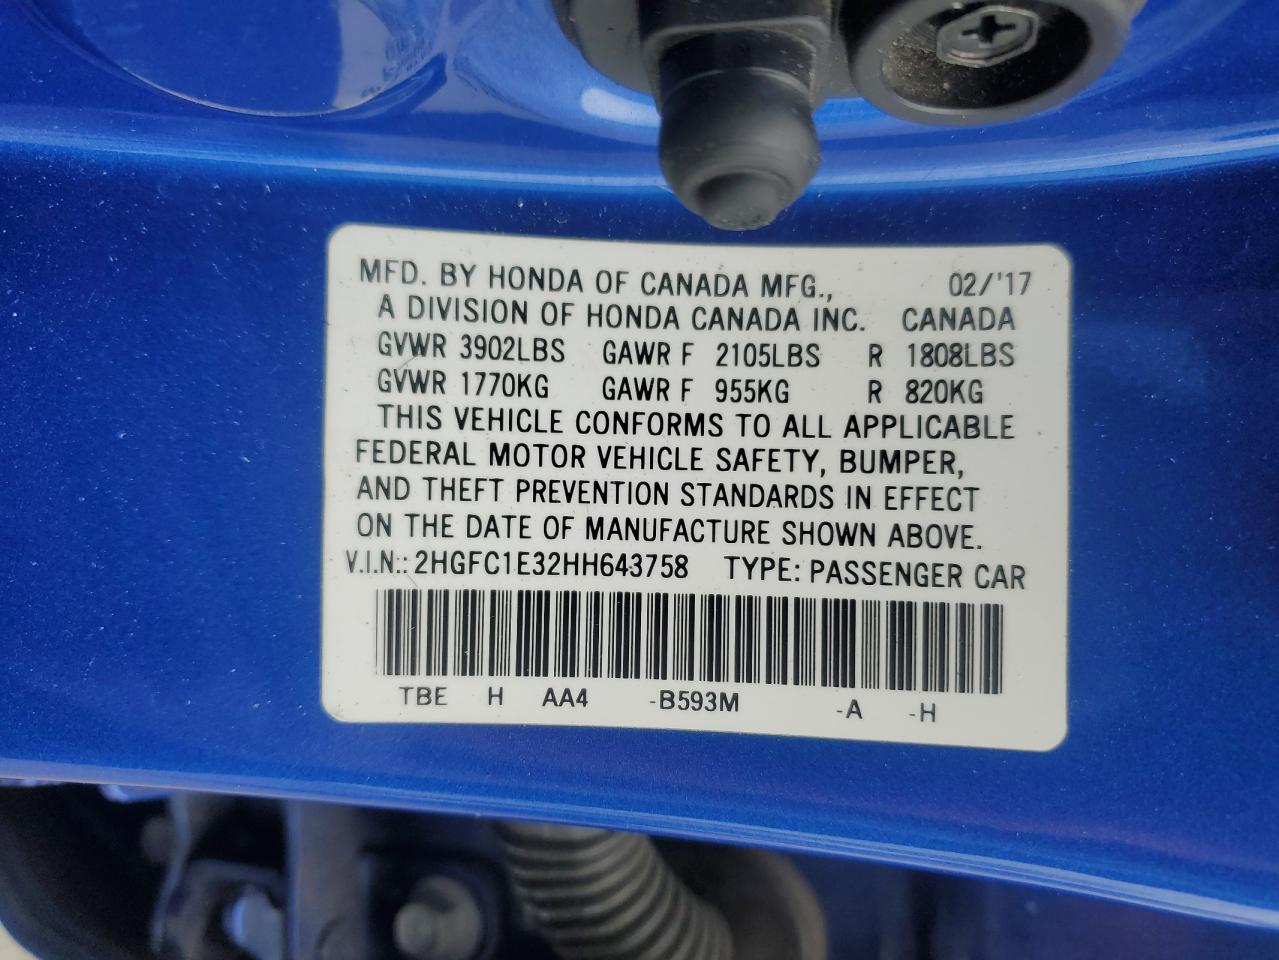 MFD. BY HONDA OF CANADA MFG., 02/'17
A DIVISION OF HONDA CANADA INC. CANADA
GVWR 3902LBS GAWR F 2105LBS R 1808LBS
GVWR 1770KG GAWR F 955KG R 820KG
THIS VEHICLE CONFORMS TO ALL APPLICABLE
FEDERAL MOTOR VEHICLE SAFETY, BUMPER,
AND THEFT PREVENTION STANDARDS IN EFFECT
ON THE DATE OF MANUFACTURE SHOWN ABOVE.
V.I.N.: 2HGFC1E32HH643758 TYPE: PASSENGER CAR
TBE H AA4 -B593M -A -H